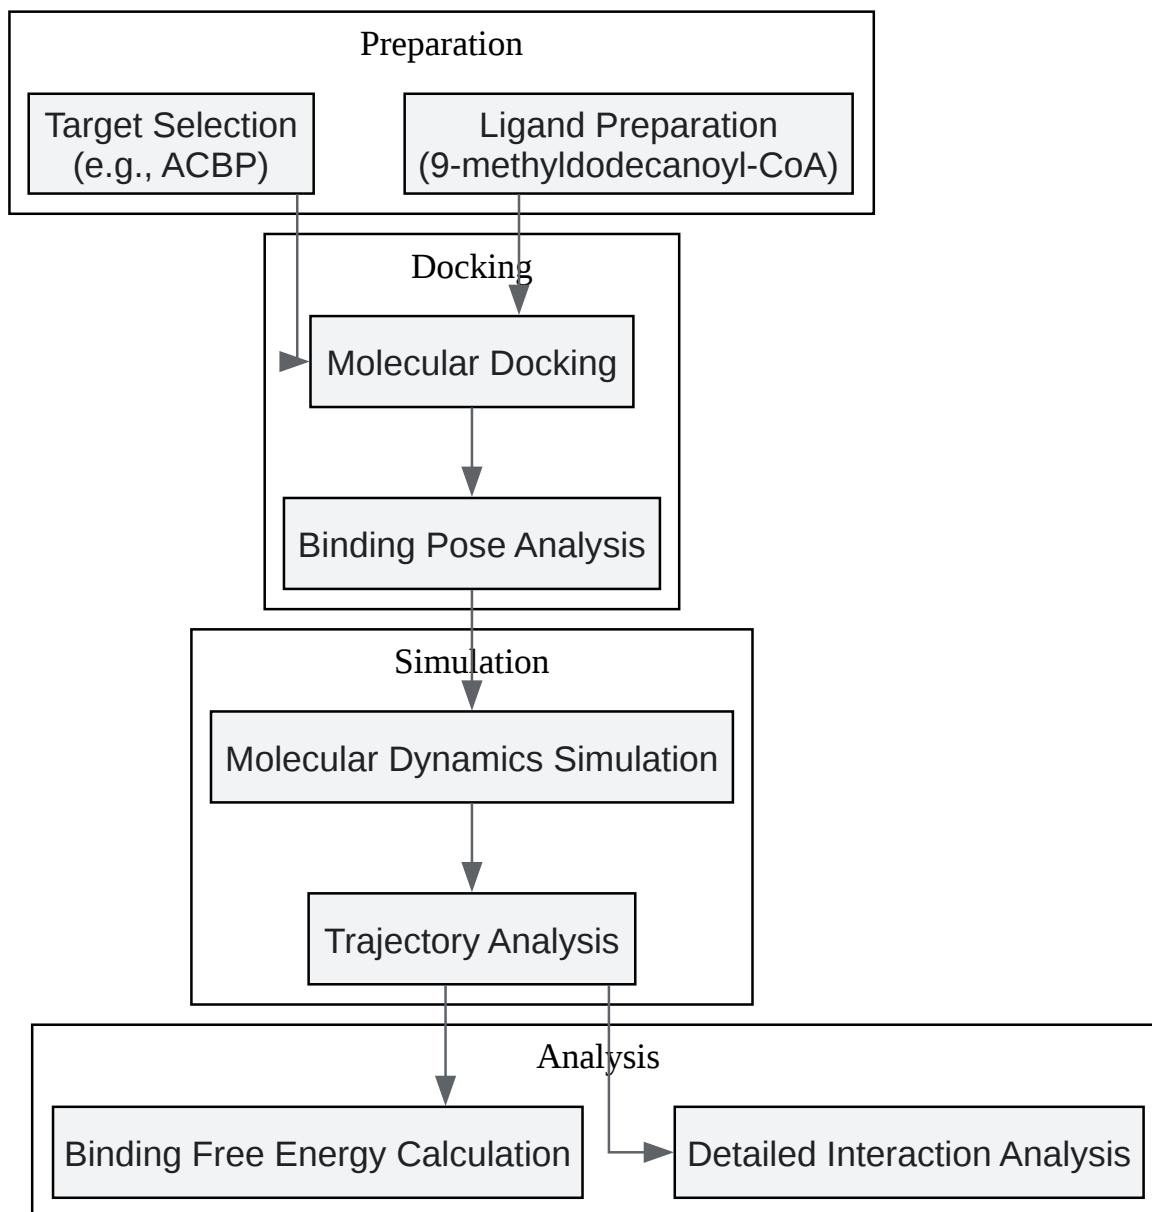 Preparation
Target Selection
(e.g., ACBP)
Ligand Preparation
(9-methyldodecanoyl-CoA)
Docking
Molecular Docking
Binding Pose Analysis
Simulation
Molecular Dynamics Simulation
Trajectory Analysis
Analysis
Binding Free Energy Calculation
Detailed Interaction Analysis